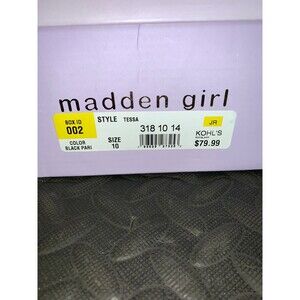 madden girl
BOX ID
002
STYLE TESSA
318 10 14
JR
COLOR
BLACK PARI
SIZE
10
KOHL'S
$79.99